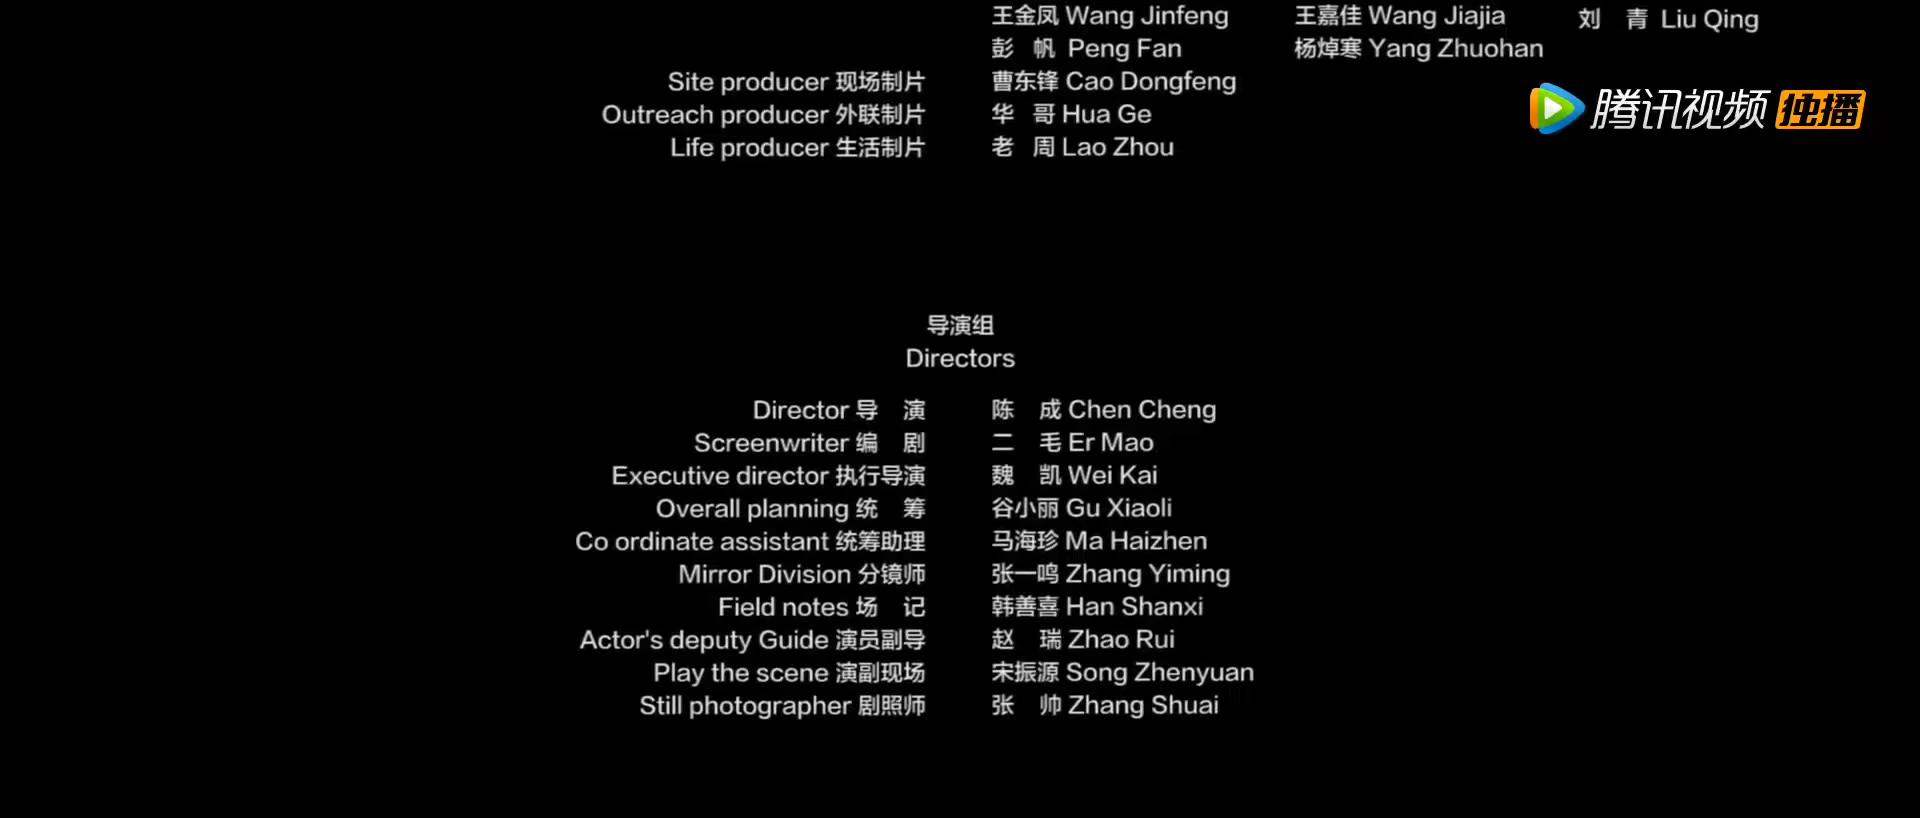 王金凤 Wang Jinfeng 王嘉佳 Wang Jiajia 刘 青 Liu Qing
彭 帆 Peng Fan 杨焯寒 Yang Zhuohan
Site producer 现场制片 曹东锋 Cao Dongfeng
腾讯视频 独播
Outreach producer 外联制片 华 哥 Hua Ge
Life producer 生活制片 老 周 Lao Zhou
导演组
Directors
Director 导 演 陈 成 Chen Cheng
Screenwriter 编 剧 二 毛 Er Mao
Executive director 执行导演 魏 凯 Wei Kai
Overall planning 统 筹 谷小丽 Gu Xiaoli
Co ordinate assistant 统筹助理 马海珍 Ma Haizhen
Mirror Division 分镜师 张一鸣 Zhang Yiming
Field notes 场 记 韩善喜 Han Shanxi
Actor's deputy Guide 演员副导 赵 瑞 Zhao Rui
Play the scene 演副现场 宋振源 Song Zhenyuan
Still photographer 剧照师 张 帅 Zhang Shuai